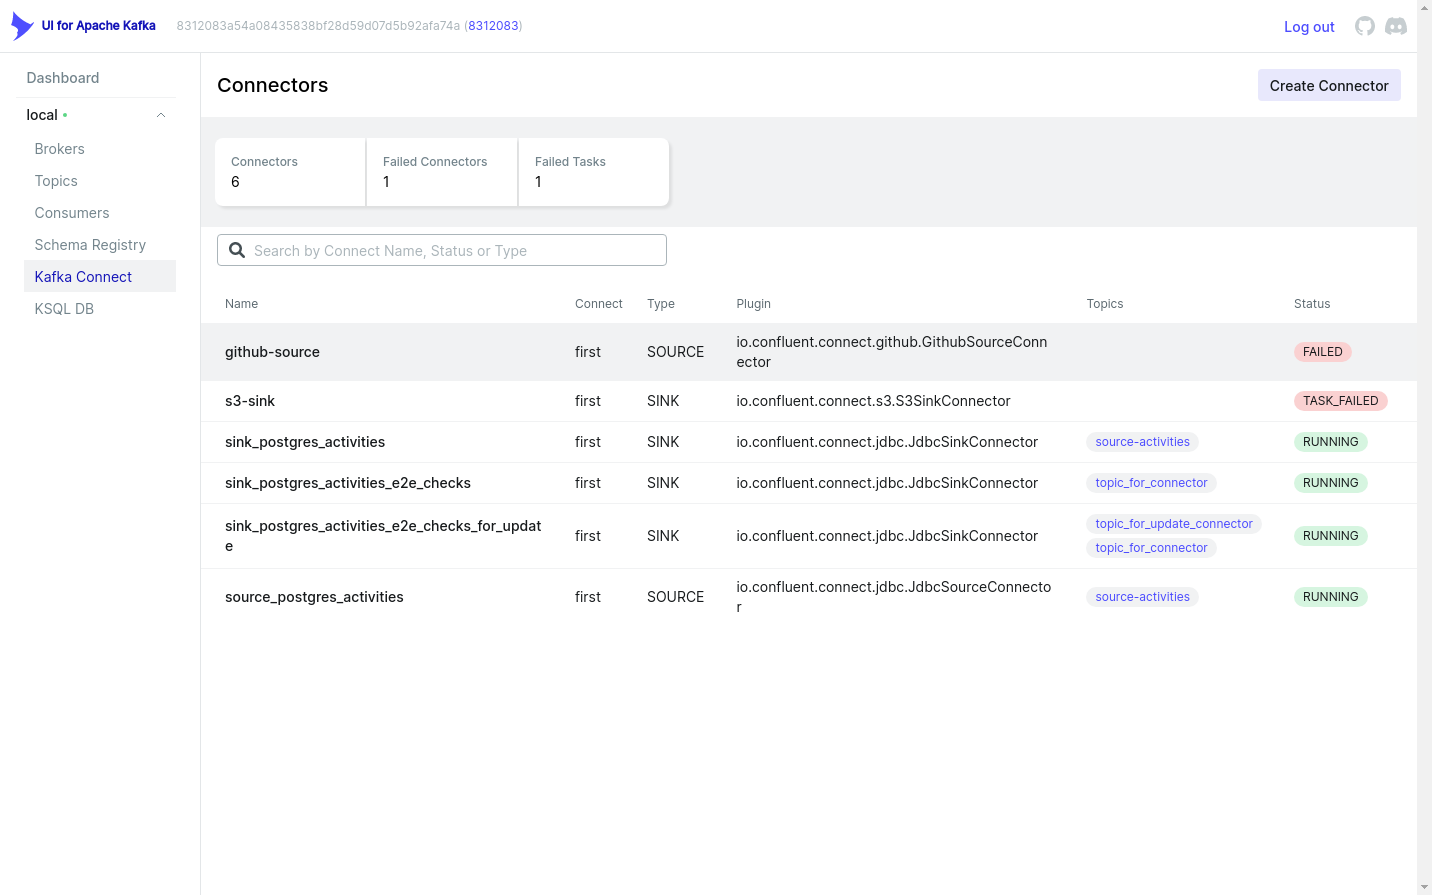 UI for Apache Kafka 8312083a54a08435838bf28d59d07d5b92afa74a (8312083) Log out
Dashboard
local
Brokers
Topics
Consumers
Schema Registry
Kafka Connect
KSQL DB
Connectors
Create Connector
Connectors Failed Connectors Failed Tasks
6 1 1
Search by Connect Name, Status or Type
Name Connect Type Plugin Topics Status
github-source first SOURCE io.confluent.connect.github.GithubSourceConn
ector FAILED
s3-sink first SINK io.confluent.connect.s3.S3SinkConnector TASK_FAILED
sink_postgres_activities first SINK io.confluent.connect.jdbc.JdbcSinkConnector source-activities RUNNING
sink_postgres_activities_e2e_checks first SINK io.confluent.connect.jdbc.JdbcSinkConnector topic_for_connector RUNNING
sink_postgres_activities_e2e_checks_for_updat
e first SINK io.confluent.connect.jdbc.JdbcSinkConnector topic_for_update_connector
topic_for_connector RUNNING
source_postgres_activities first SOURCE io.confluent.connect.jdbc.JdbcSourceConnecto
r source-activities RUNNING